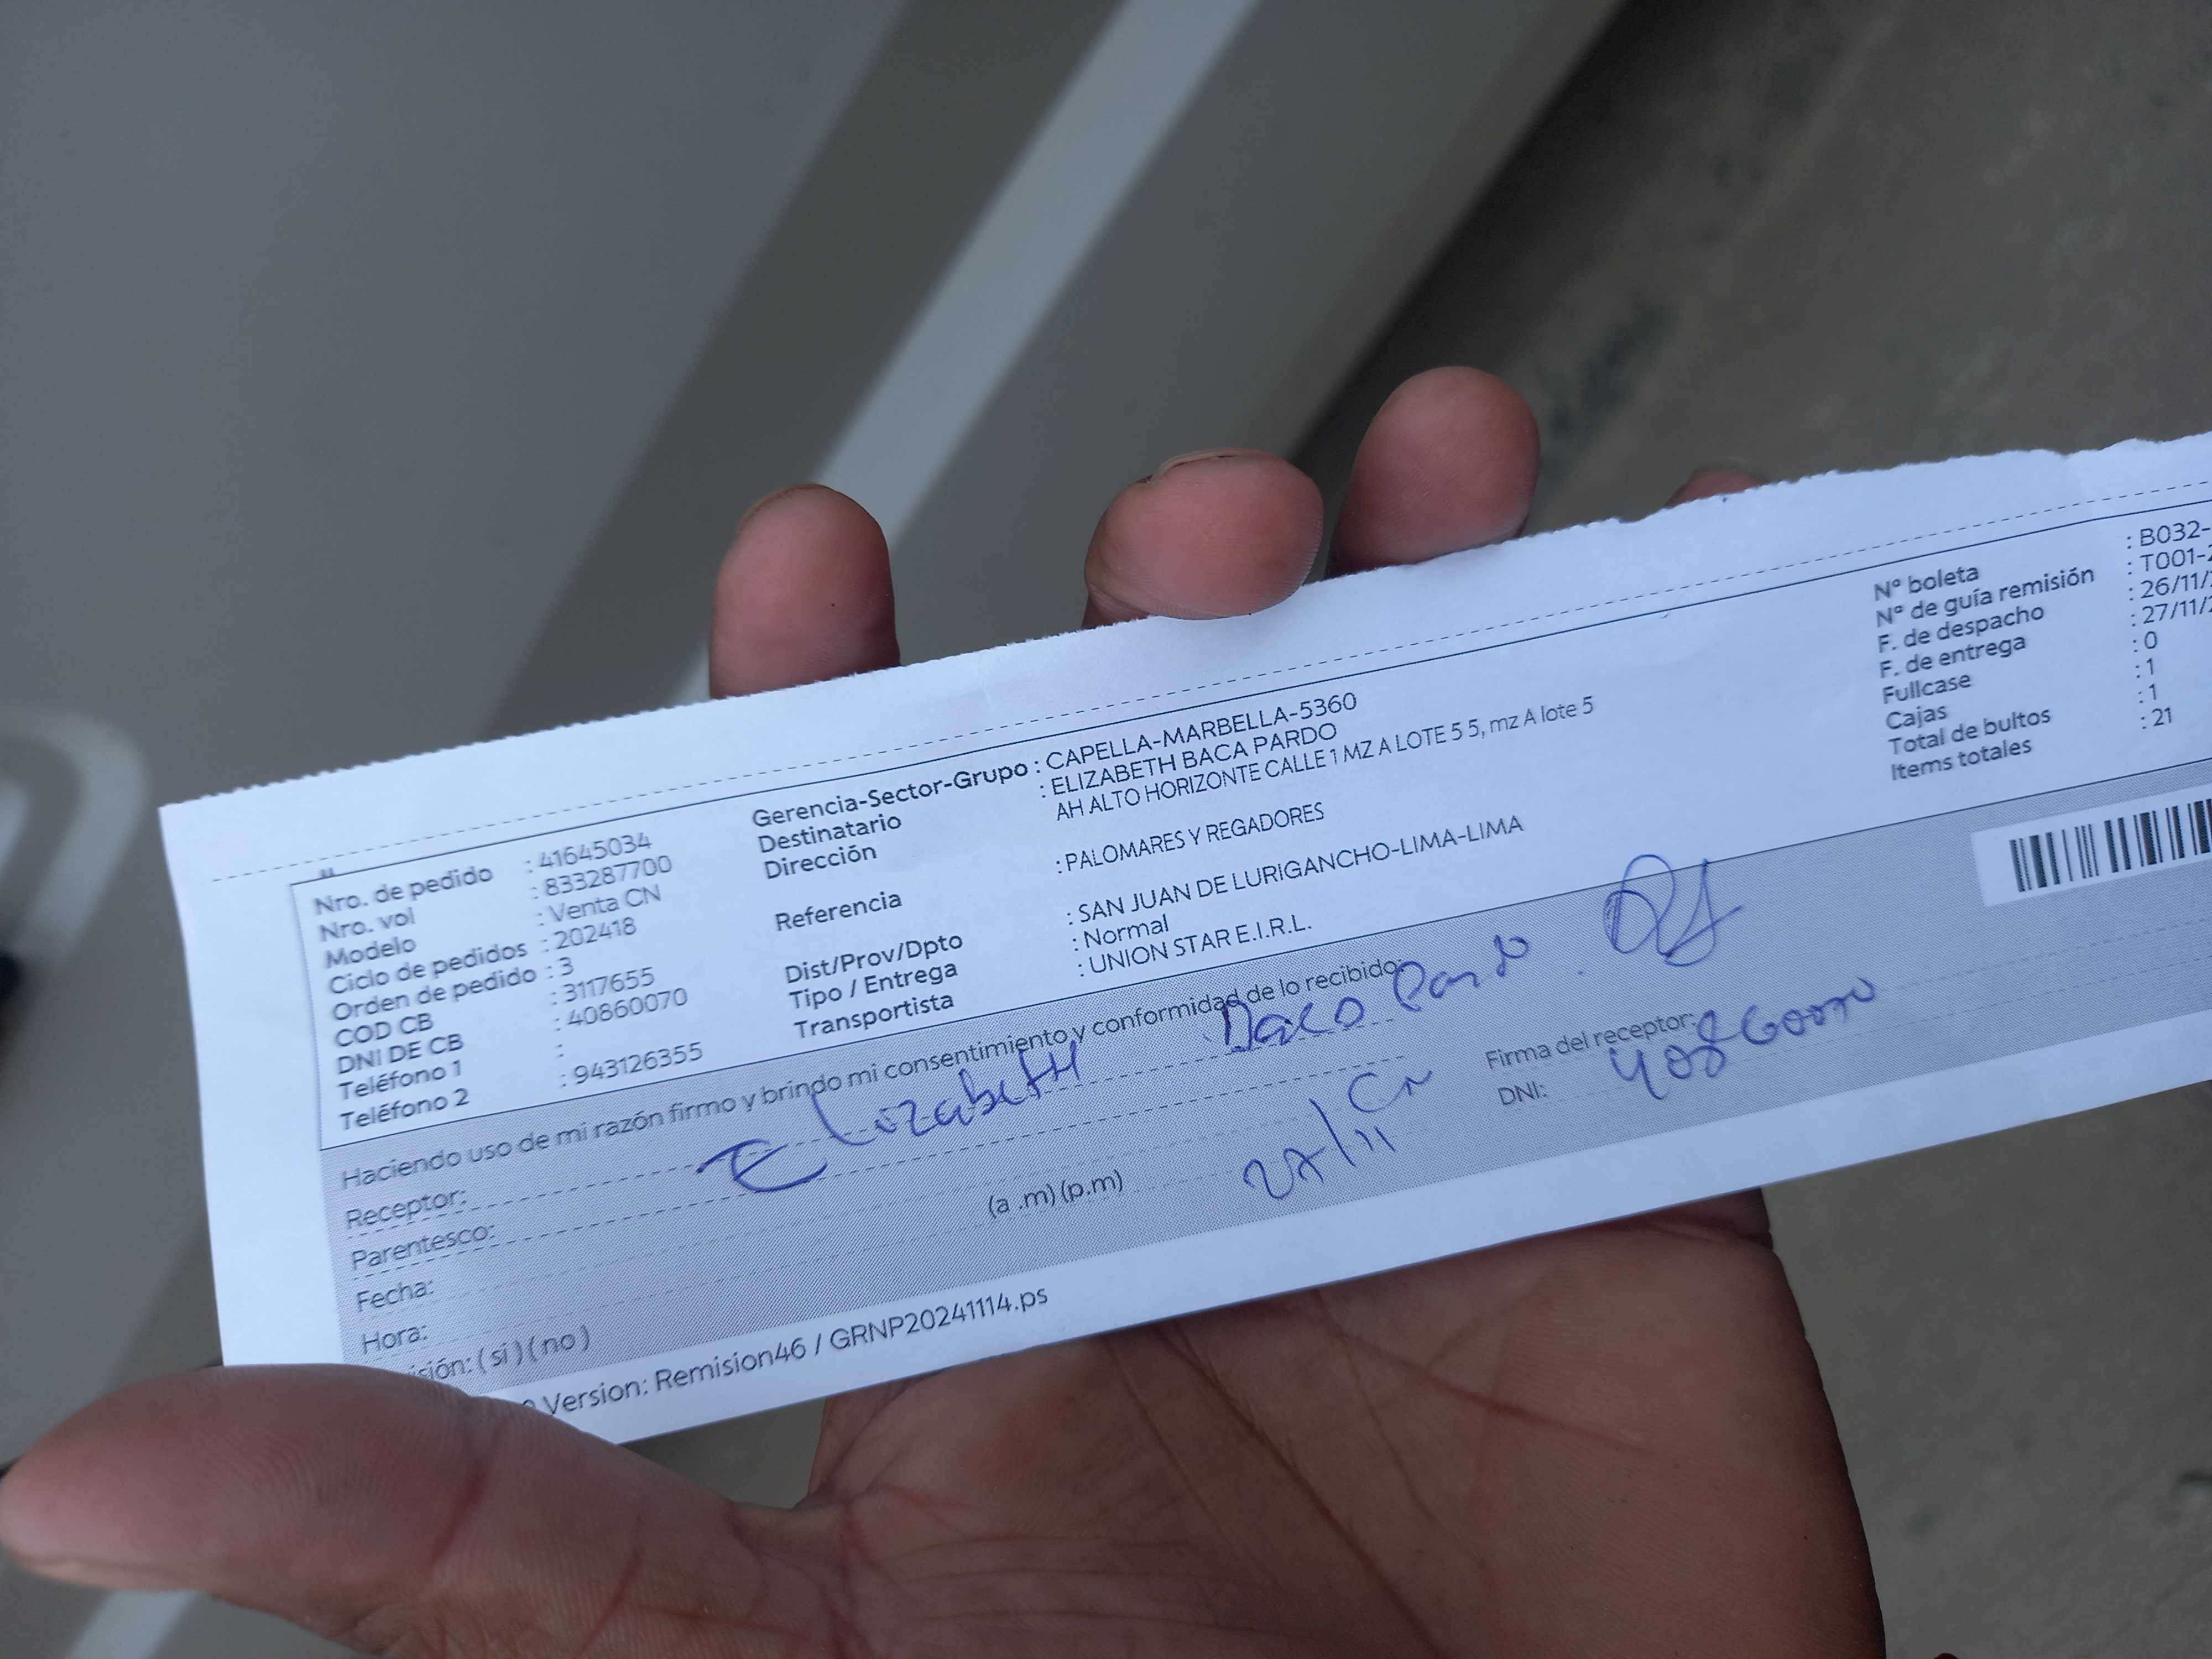 Nro. de pedido : 41645034
Nro. vol : 833287700
Modelo : Venta CN
Ciclo de pedidos : 202418
Orden de pedido : 3
COD CB : 3117655
DNI DE CB : 40860070
Teléfono 1 :
Teléfono 2 : 943126355
Gerencia-Sector-Grupo : CAPELLA-MARBELLA-5360
Destinatario : ELIZABETH BACA PARDO
Dirección AH ALTO HORIZONTE CALLE 1 MZ A LOTE 5 5, mz A lote 5
Referencia : PALOMARES Y REGADORES
Dist/Prov/Dpto : SAN JUAN DE LURIGANCHO-LIMA-LIMA
Tipo / Entrega : Normal
Transportista : UNION STAR E.I.R.L.
N° boleta : B032-
N° de guía remisión : T001-2
F. de despacho : 26/11/
F. de entrega : 27/11/2
Fullcase : 0
Cajas : 1
Total de bultos : 1
Items totales : 21
Haciendo uso de mi razón firmo y brindo mi consentimiento y conformidad de lo recibido:
Receptor: Elizabeth Baca Pardo
Parentesco: CN
Fecha: 27/11
Hora: (a .m) (p.m)
isión: ( si ) ( no )
Firma del receptor:
DNI: 40860070
Version: Remision46 / GRNP20241114.ps